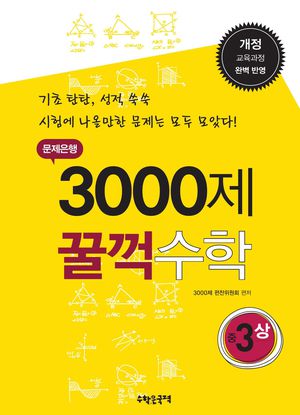 개정
교육과정
완벽 반영
기초 탄탄, 성적 쑥쑥
시험에 나올만한 문제는 모두 모았다!
문제은행
3000제
꿀꺽수학
3000제 편찬위원회 편저
중3상
수학은국력